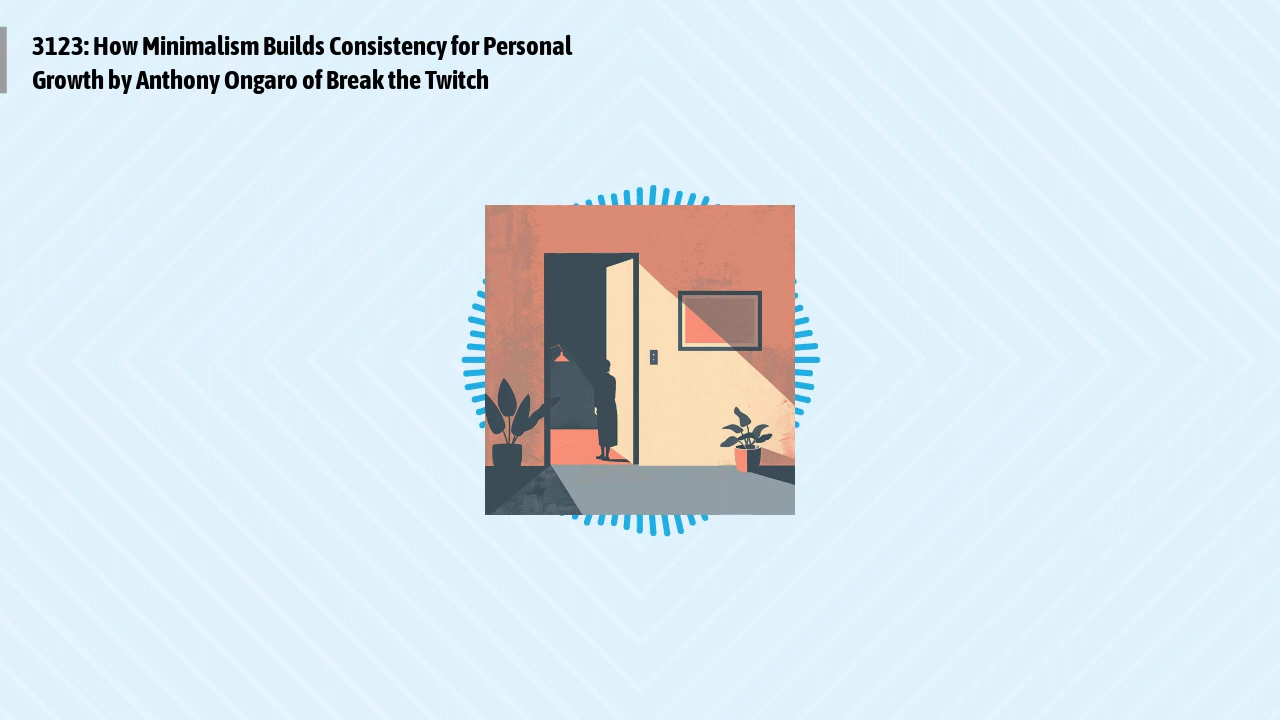 3123: How Minimalism Builds Consistency for Personal
Growth by Anthony Ongaro of Break the Twitch